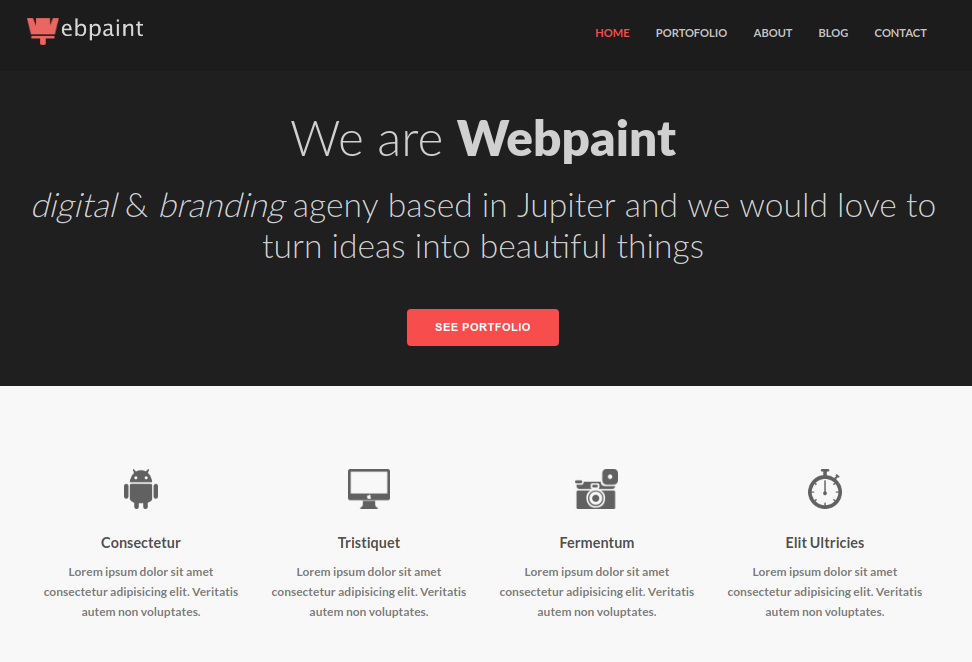 Webpaint
HOME PORTOFOLIO ABOUT BLOG CONTACT
We are Webpaint
digital & branding ageny based in Jupiter and we would love to
turn ideas into beautiful things
SEE PORTFOLIO
Consectetur
Lorem ipsum dolor sit amet
consectetur adipisicing elit. Veritatis
autem non voluptates.
Tristiquet
Lorem ipsum dolor sit amet
consectetur adipisicing elit. Veritatis
autem non voluptates.
Fermentum
Lorem ipsum dolor sit amet
consectetur adipisicing elit. Veritatis
autem non voluptates.
Elit Ultricies
Lorem ipsum dolor sit amet
consectetur adipisicing elit. Veritatis
autem non voluptates.